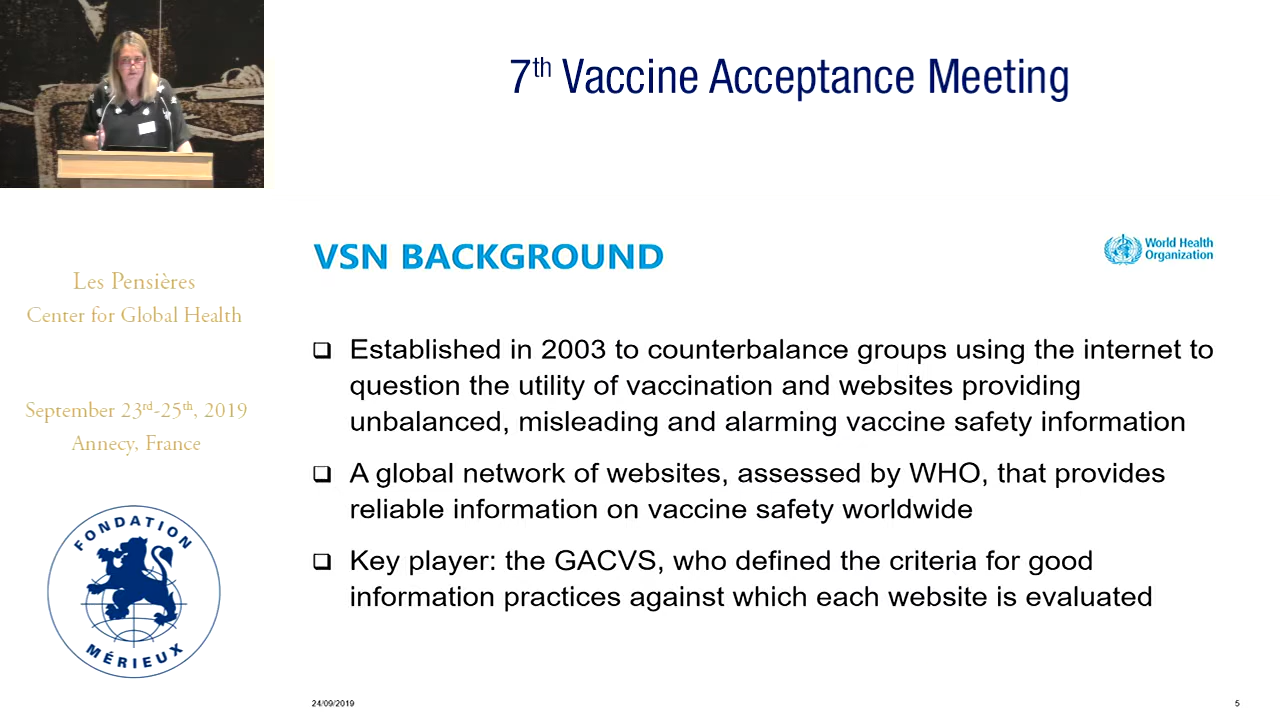 7th Vaccine Acceptance Meeting
VSN BACKGROUND
World Health
Organization
Les Pensières
Center for Global Health
September 23rd-25th, 2019
Annecy, France
FONDATION
MÉRIEUX
❑ Established in 2003 to counterbalance groups using the internet to
question the utility of vaccination and websites providing
unbalanced, misleading and alarming vaccine safety information
❑ A global network of websites, assessed by WHO, that provides
reliable information on vaccine safety worldwide
❑ Key player: the GACVS, who defined the criteria for good
information practices against which each website is evaluated
24/09/2019
5